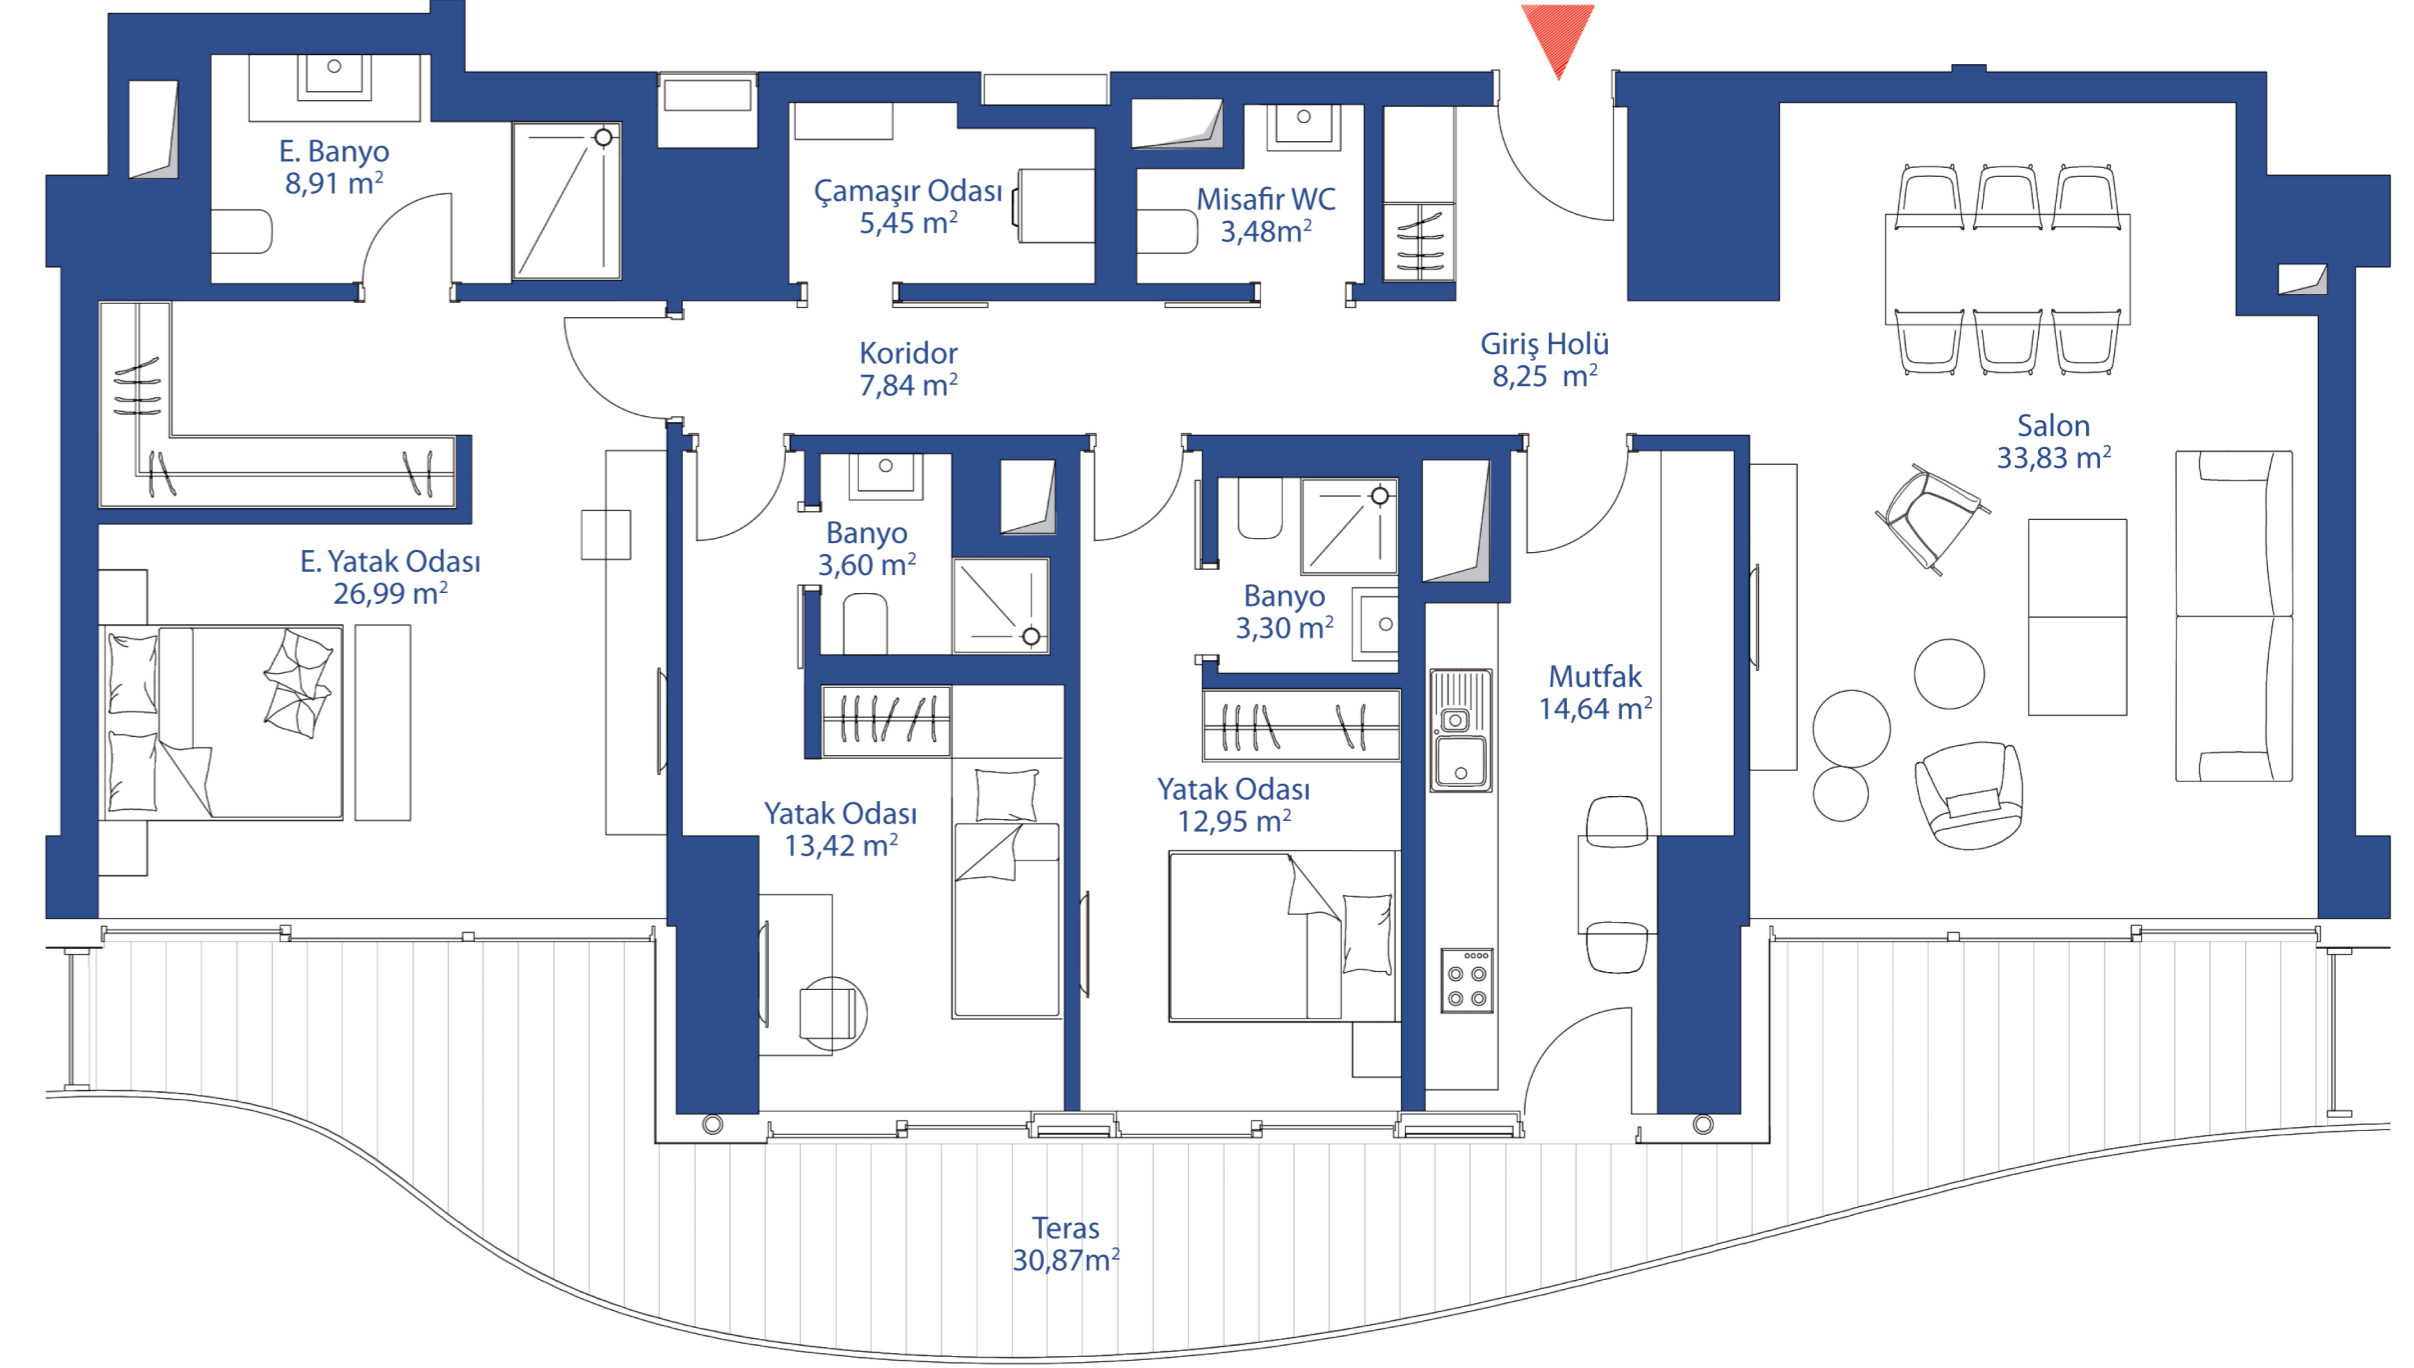 E. Banyo
8,91 m²
Çamaşır Odası
5,45 m²
Misafir WC
3,48m²
Koridor
7,84 m²
Giriş Holü
8,25 m²
Salon
33,83 m²
E. Yatak Odası
26,99 m²
Banyo
3,60 m²
Banyo
3,30 m²
Mutfak
14,64 m²
Yatak Odası
13,42 m²
Yatak Odası
12,95 m²
Teras
30,87m²